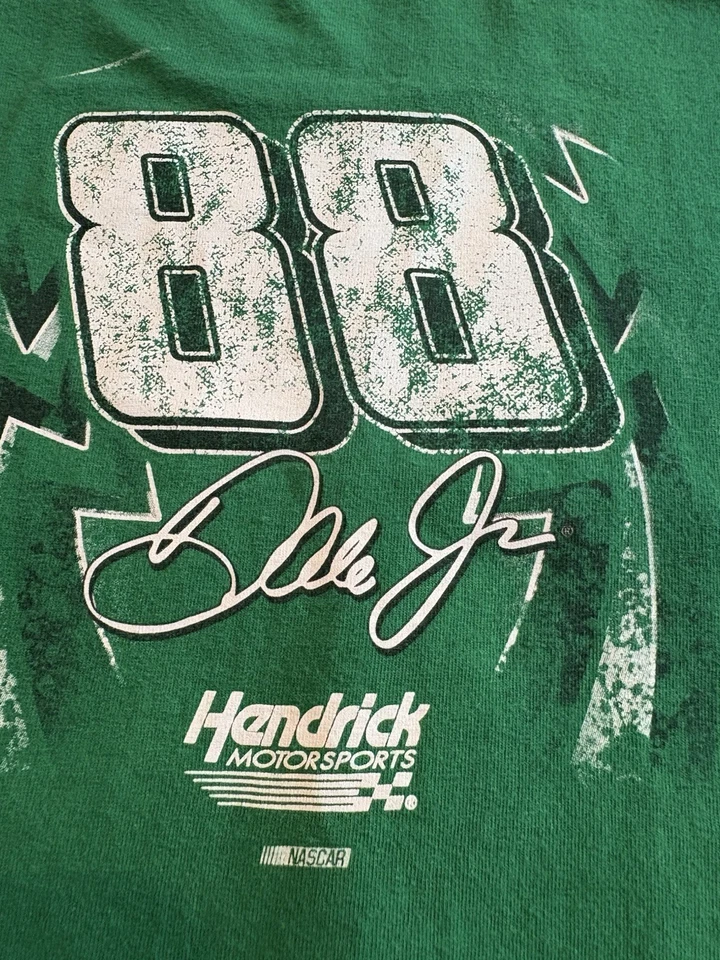 88
Dale Jr ®
Hendrick
MOTORSPORTS
®
NASCAR